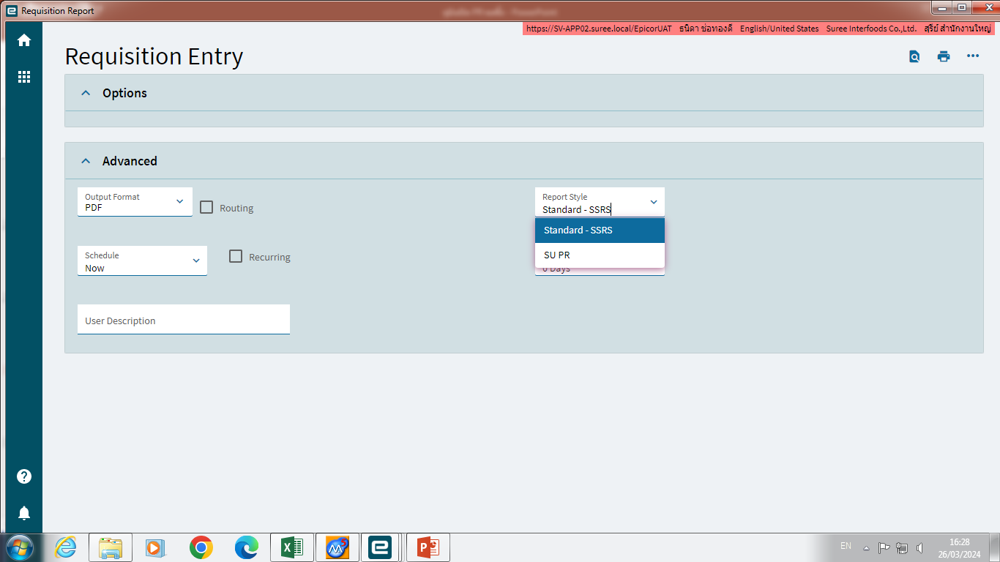 Requisition Report
https://SV-APP02.suree.local/EpicorUAT ธนิดา ช่อทองดี English/United States Suree Interfoods Co.,Ltd. สุรีย์ สำนักงานใหญ่
Requisition Entry
Options
Advanced
Output Format
PDF
Routing
Report Style
Standard - SSRS
Standard - SSRS
SU PR
Schedule
Now
Recurring
0 Days
User Description
EN
16:28
26/03/2024